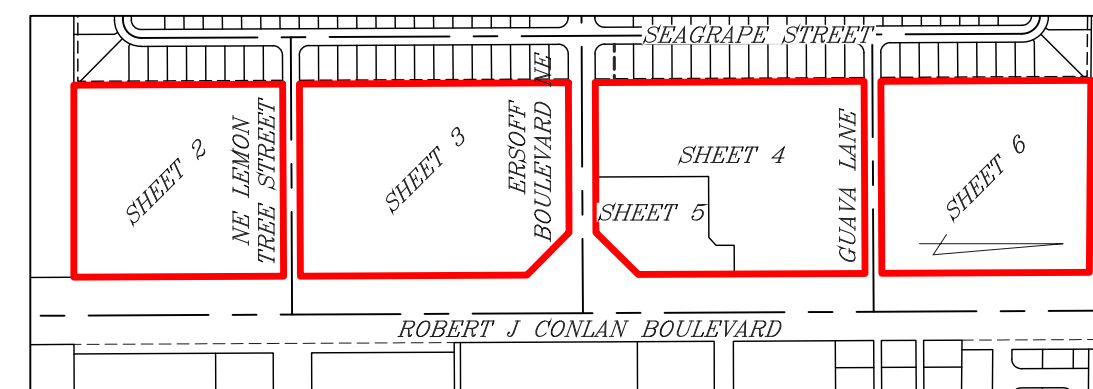 SEAGRAPE STREET
SHEET 2
NE LEMON
TREE STREET
SHEET 3
ERSOFF
BOULEVARD NE
SHEET 4
SHEET 5
GUAVA LANE
SHEET 6
ROBERT J CONLAN BOULEVARD